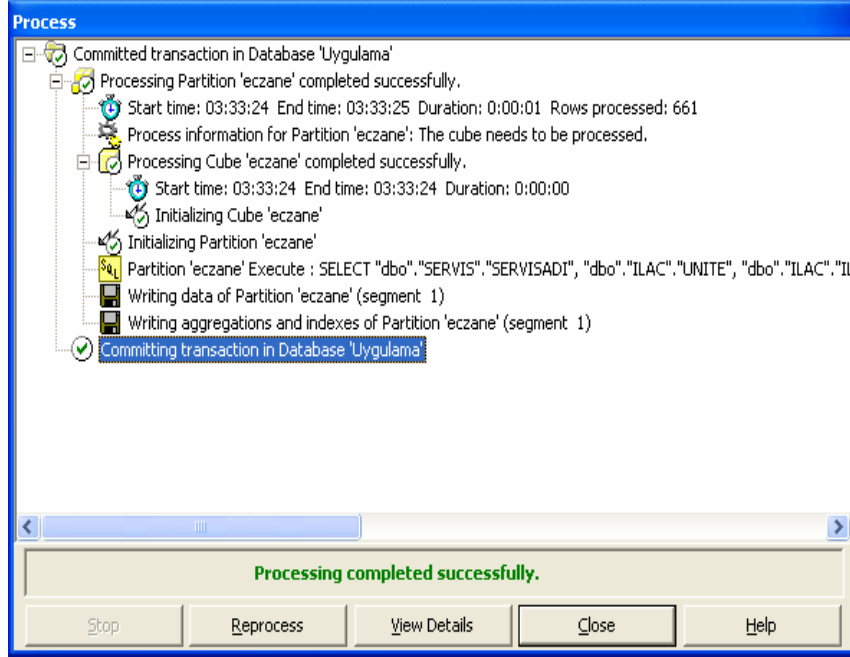 Process
Committed transaction in Database 'Uygulama'
Processing Partition 'eczane' completed successfully.
Start time: 03:33:24 End time: 03:33:25 Duration: 0:00:01 Rows processed: 661
Process information for Partition 'eczane': The cube needs to be processed.
Processing Cube 'eczane' completed successfully.
Start time: 03:33:24 End time: 03:33:24 Duration: 0:00:00
Initializing Cube 'eczane'
Initializing Partition 'eczane'
SQL Partition 'eczane' Execute : SELECT "dbo"."SERVIS"."SERVISADI", "dbo"."ILAC"."UNITE", "dbo"."ILAC"."IL
Writing data of Partition 'eczane' (segment 1)
Writing aggregations and indexes of Partition 'eczane' (segment 1)
Committing transaction in Database 'Uygulama'
Processing completed successfully.
Stop Reprocess View Details Close Help